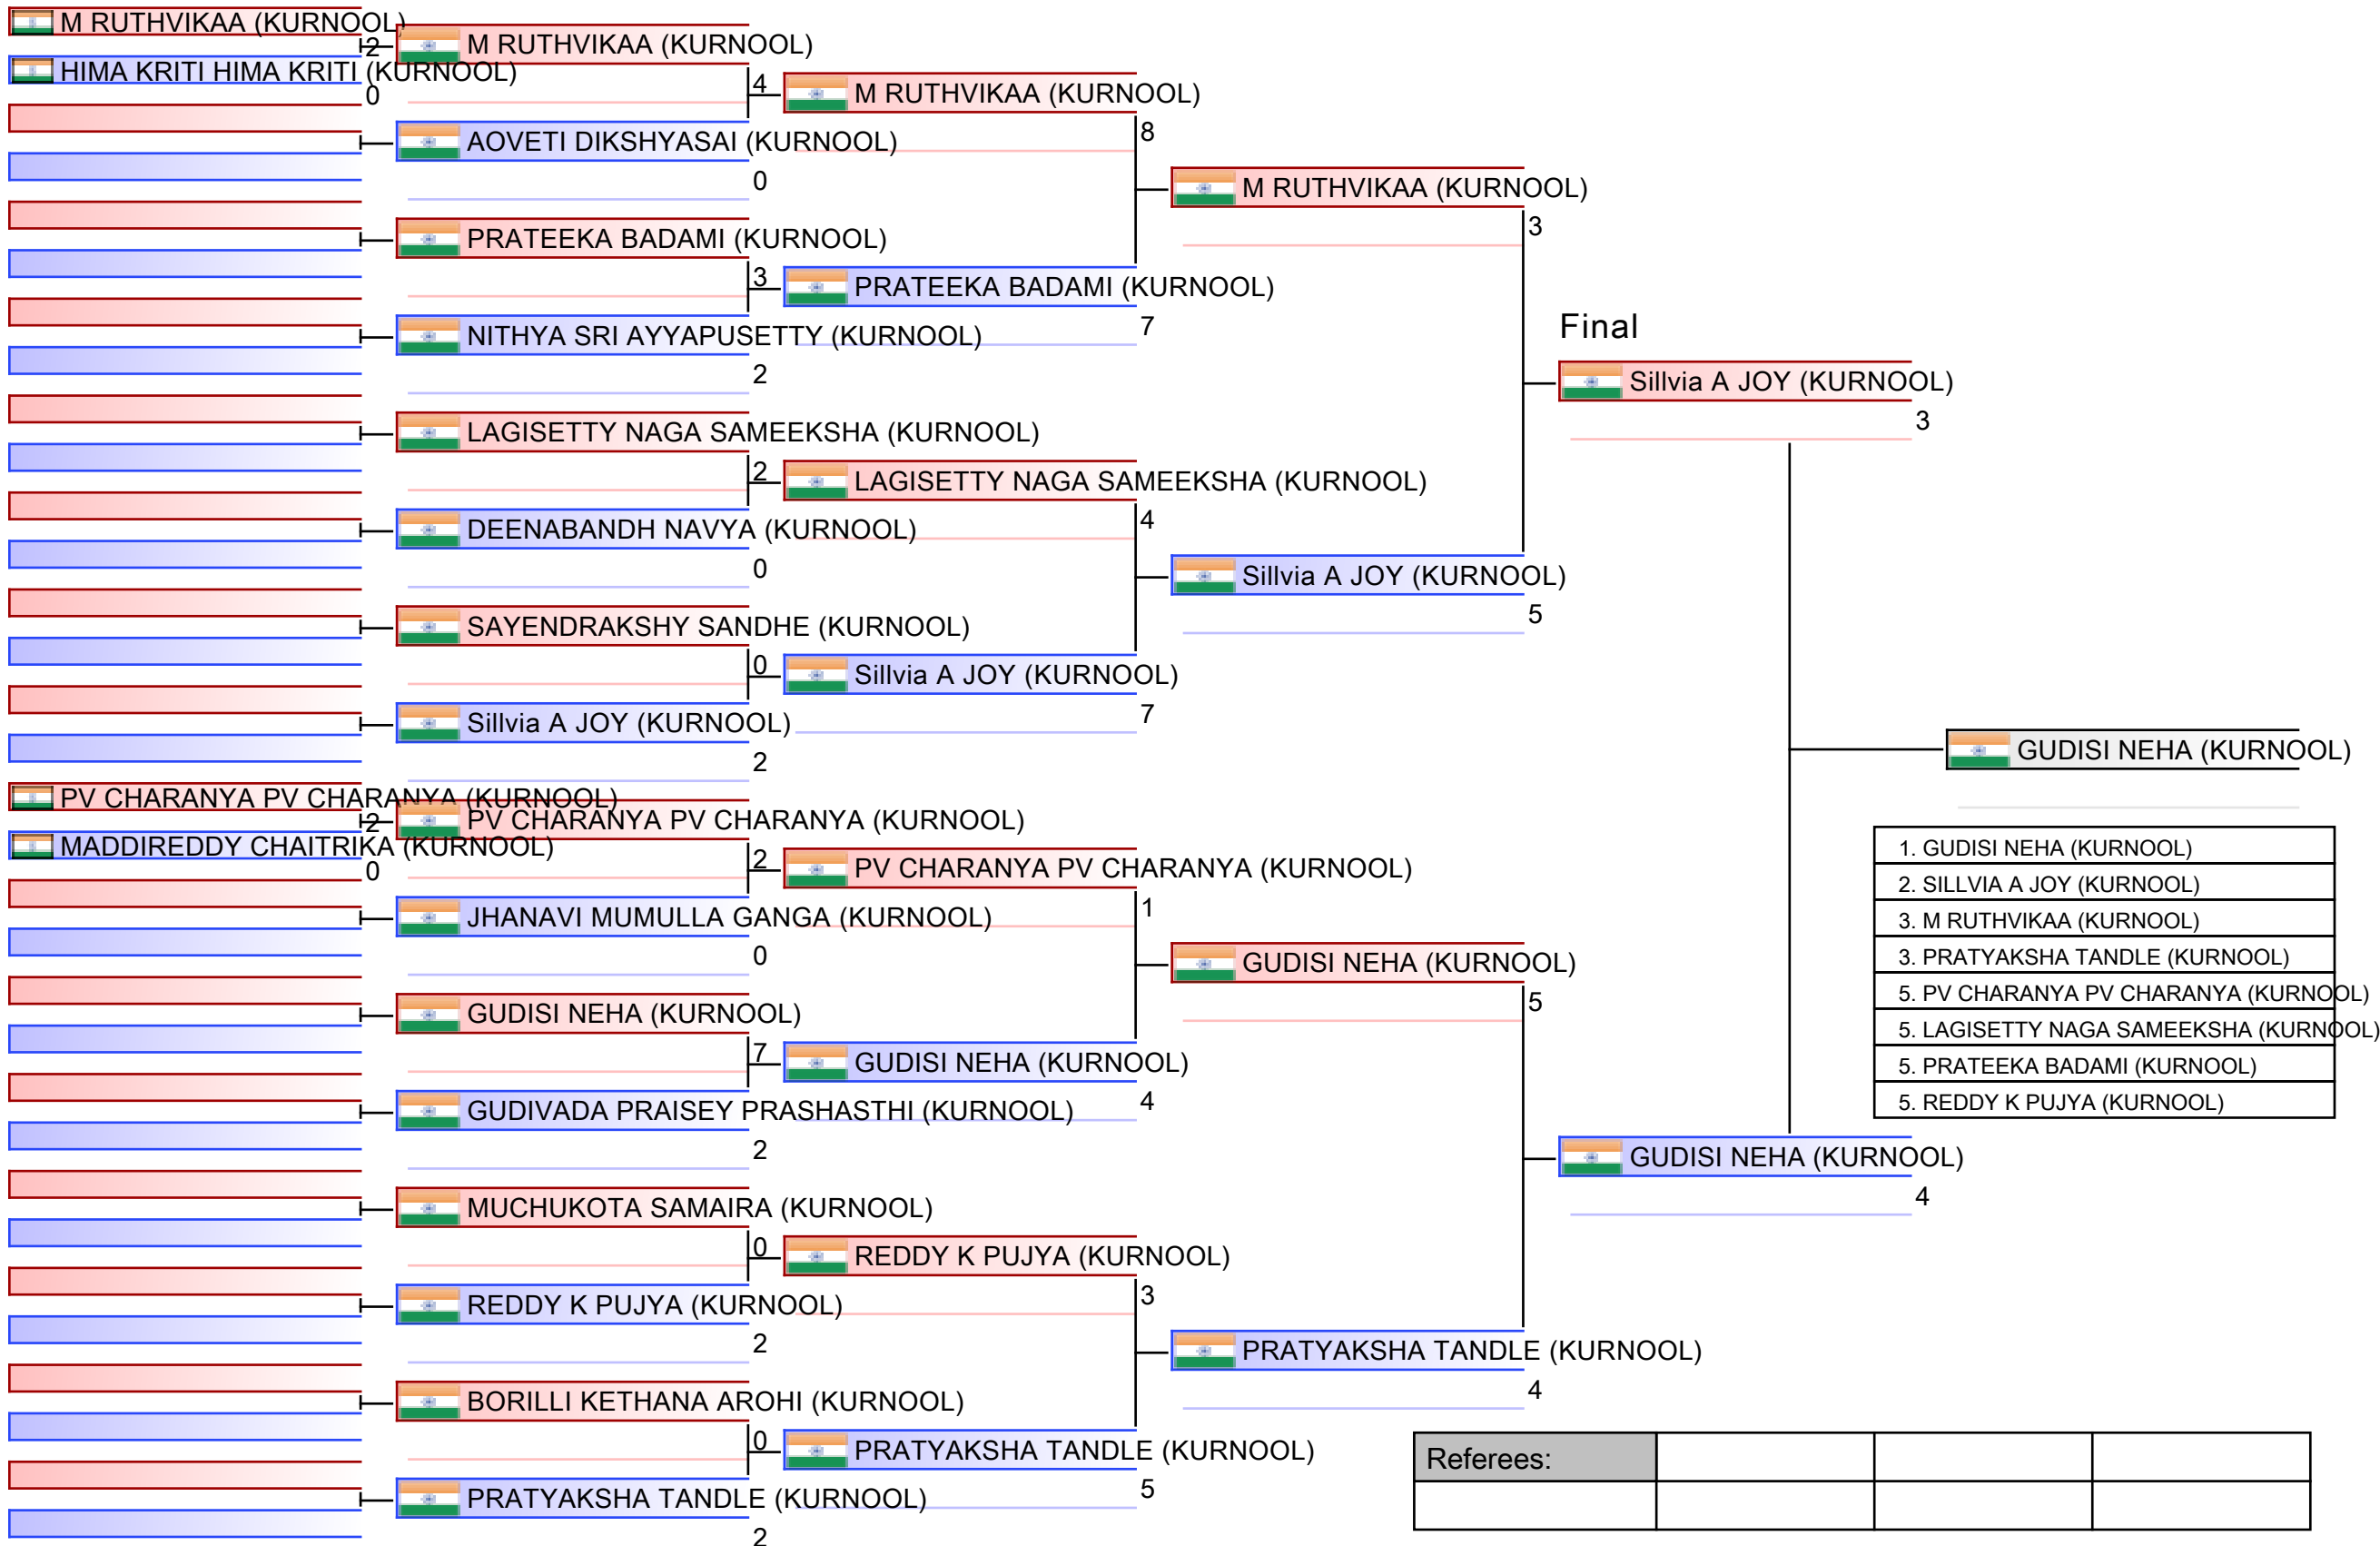 M RUTHVIKAA (KURNOOL)
2
HIMA KRITI HIMA KRITI (KURNOOL)
0
PV CHARANYA PV CHARANYA (KURNOOL)
2
MADDIREDDY CHAITRIKA (KURNOOL)
0
M RUTHVIKAA (KURNOOL)
4
AOVETI DIKSHYASAI (KURNOOL)
0
PRATEEKA BADAMI (KURNOOL)
3
NITHYA SRI AYYAPUSETTY (KURNOOL)
2
LAGISETTY NAGA SAMEEKSHA (KURNOOL)
2
DEENABANDH NAVYA (KURNOOL)
0
SAYENDRAKSHY SANDHE (KURNOOL)
0
Sillvia A JOY (KURNOOL)
2
PV CHARANYA PV CHARANYA (KURNOOL)
2
JHANAVI MUMULLA GANGA (KURNOOL)
0
GUDISI NEHA (KURNOOL)
7
GUDIVADA PRAISEY PRASHASTHI (KURNOOL)
2
MUCHUKOTA SAMAIRA (KURNOOL)
0
REDDY K PUJYA (KURNOOL)
2
BORILLI KETHANA AROHI (KURNOOL)
0
PRATYAKSHA TANDLE (KURNOOL)
2
M RUTHVIKAA (KURNOOL)
8
PRATEEKA BADAMI (KURNOOL)
7
LAGISETTY NAGA SAMEEKSHA (KURNOOL)
4
Sillvia A JOY (KURNOOL)
7
PV CHARANYA PV CHARANYA (KURNOOL)
1
GUDISI NEHA (KURNOOL)
4
REDDY K PUJYA (KURNOOL)
3
PRATYAKSHA TANDLE (KURNOOL)
5
M RUTHVIKAA (KURNOOL)
3
Sillvia A JOY (KURNOOL)
5
GUDISI NEHA (KURNOOL)
5
PRATYAKSHA TANDLE (KURNOOL)
4
Final
Sillvia A JOY (KURNOOL)
3
GUDISI NEHA (KURNOOL)
4
GUDISI NEHA (KURNOOL)
1. GUDISI NEHA (KURNOOL)
2. SILLVIA A JOY (KURNOOL)
3. M RUTHVIKAA (KURNOOL)
3. PRATYAKSHA TANDLE (KURNOOL)
5. PV CHARANYA PV CHARANYA (KURNOOL)
5. LAGISETTY NAGA SAMEEKSHA (KURNOOL)
5. PRATEEKA BADAMI (KURNOOL)
5. REDDY K PUJYA (KURNOOL)
Referees: